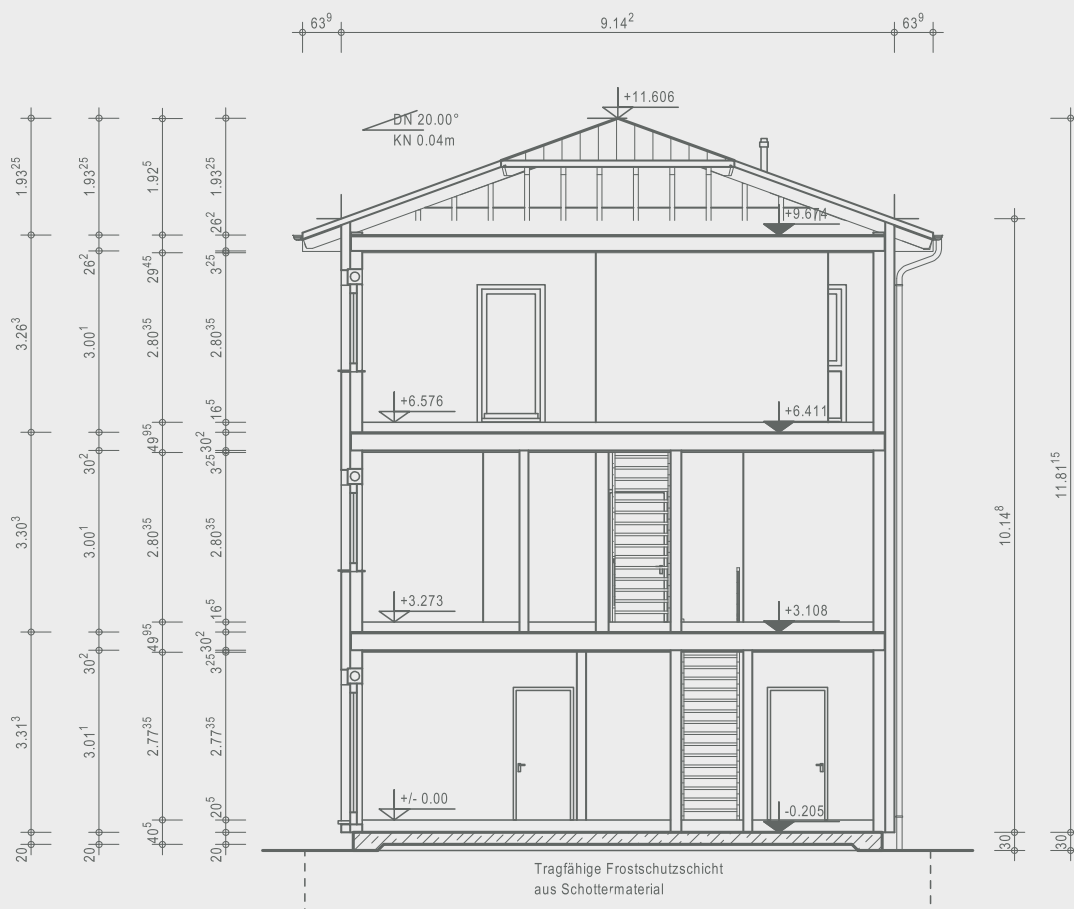 63⁹ 9.14² 63⁹
+11.606
DN 20.00°
KN 0.04m
1.93²⁵ 1.93²⁵ 1.92⁵ 1.93²⁵
+9.674
26²
26² 29⁴⁵ 3²⁵
3.26³ 3.00¹ 2.80³⁵ 2.80³⁵
+6.576 +6.411
16⁵
30² 49⁹⁵ 3²⁵ 30²
11.81¹⁵
10.14⁸
3.30³ 3.00¹ 2.80³⁵ 2.80³⁵
+3.273 +3.108
16⁵
30² 49⁹⁵ 3²⁵ 30²
3.31³ 3.01¹ 2.77³⁵ 2.77³⁵
+/- 0.00 -0.205
20⁵
40⁵
20 20 20 30 30
Tragfähige Frostschutzschicht
aus Schottermaterial